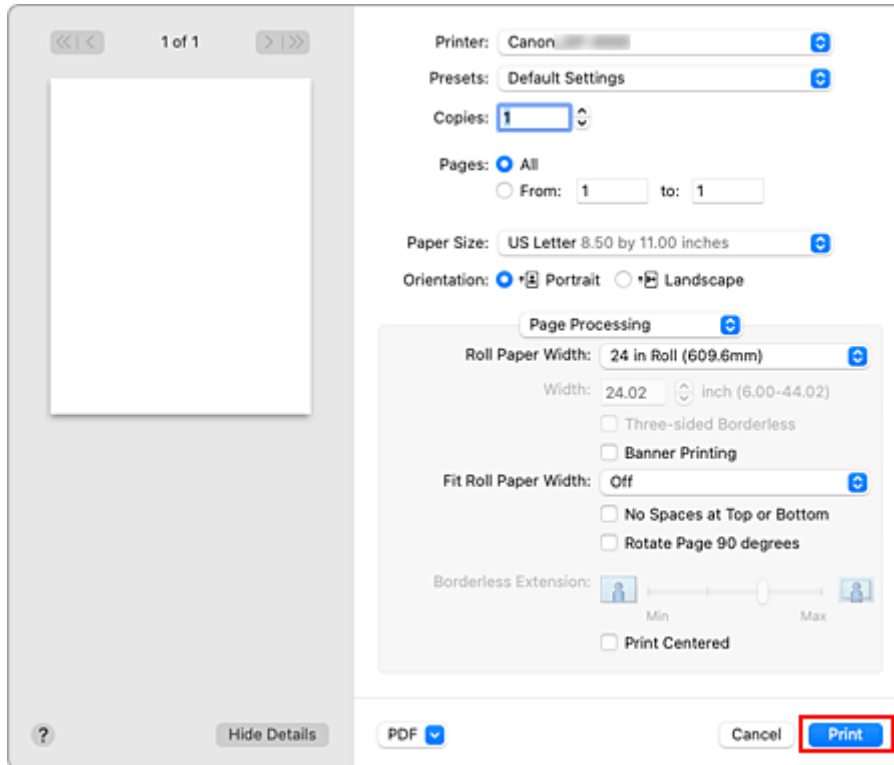 1 of 1
Printer: Canon
Presets: Default Settings
Copies: 1
Pages: All
From: 1 to: 1
Paper Size: US Letter 8.50 by 11.00 inches
Orientation: Portrait Landscape
Page Processing
Roll Paper Width: 24 in Roll (609.6mm)
Width: 24.02 inch (6.00-44.02)
Three-sided Borderless
Banner Printing
Fit Roll Paper Width: Off
No Spaces at Top or Bottom
Rotate Page 90 degrees
Borderless Extension:
Min Max
Print Centered
? Hide Details PDF Cancel Print